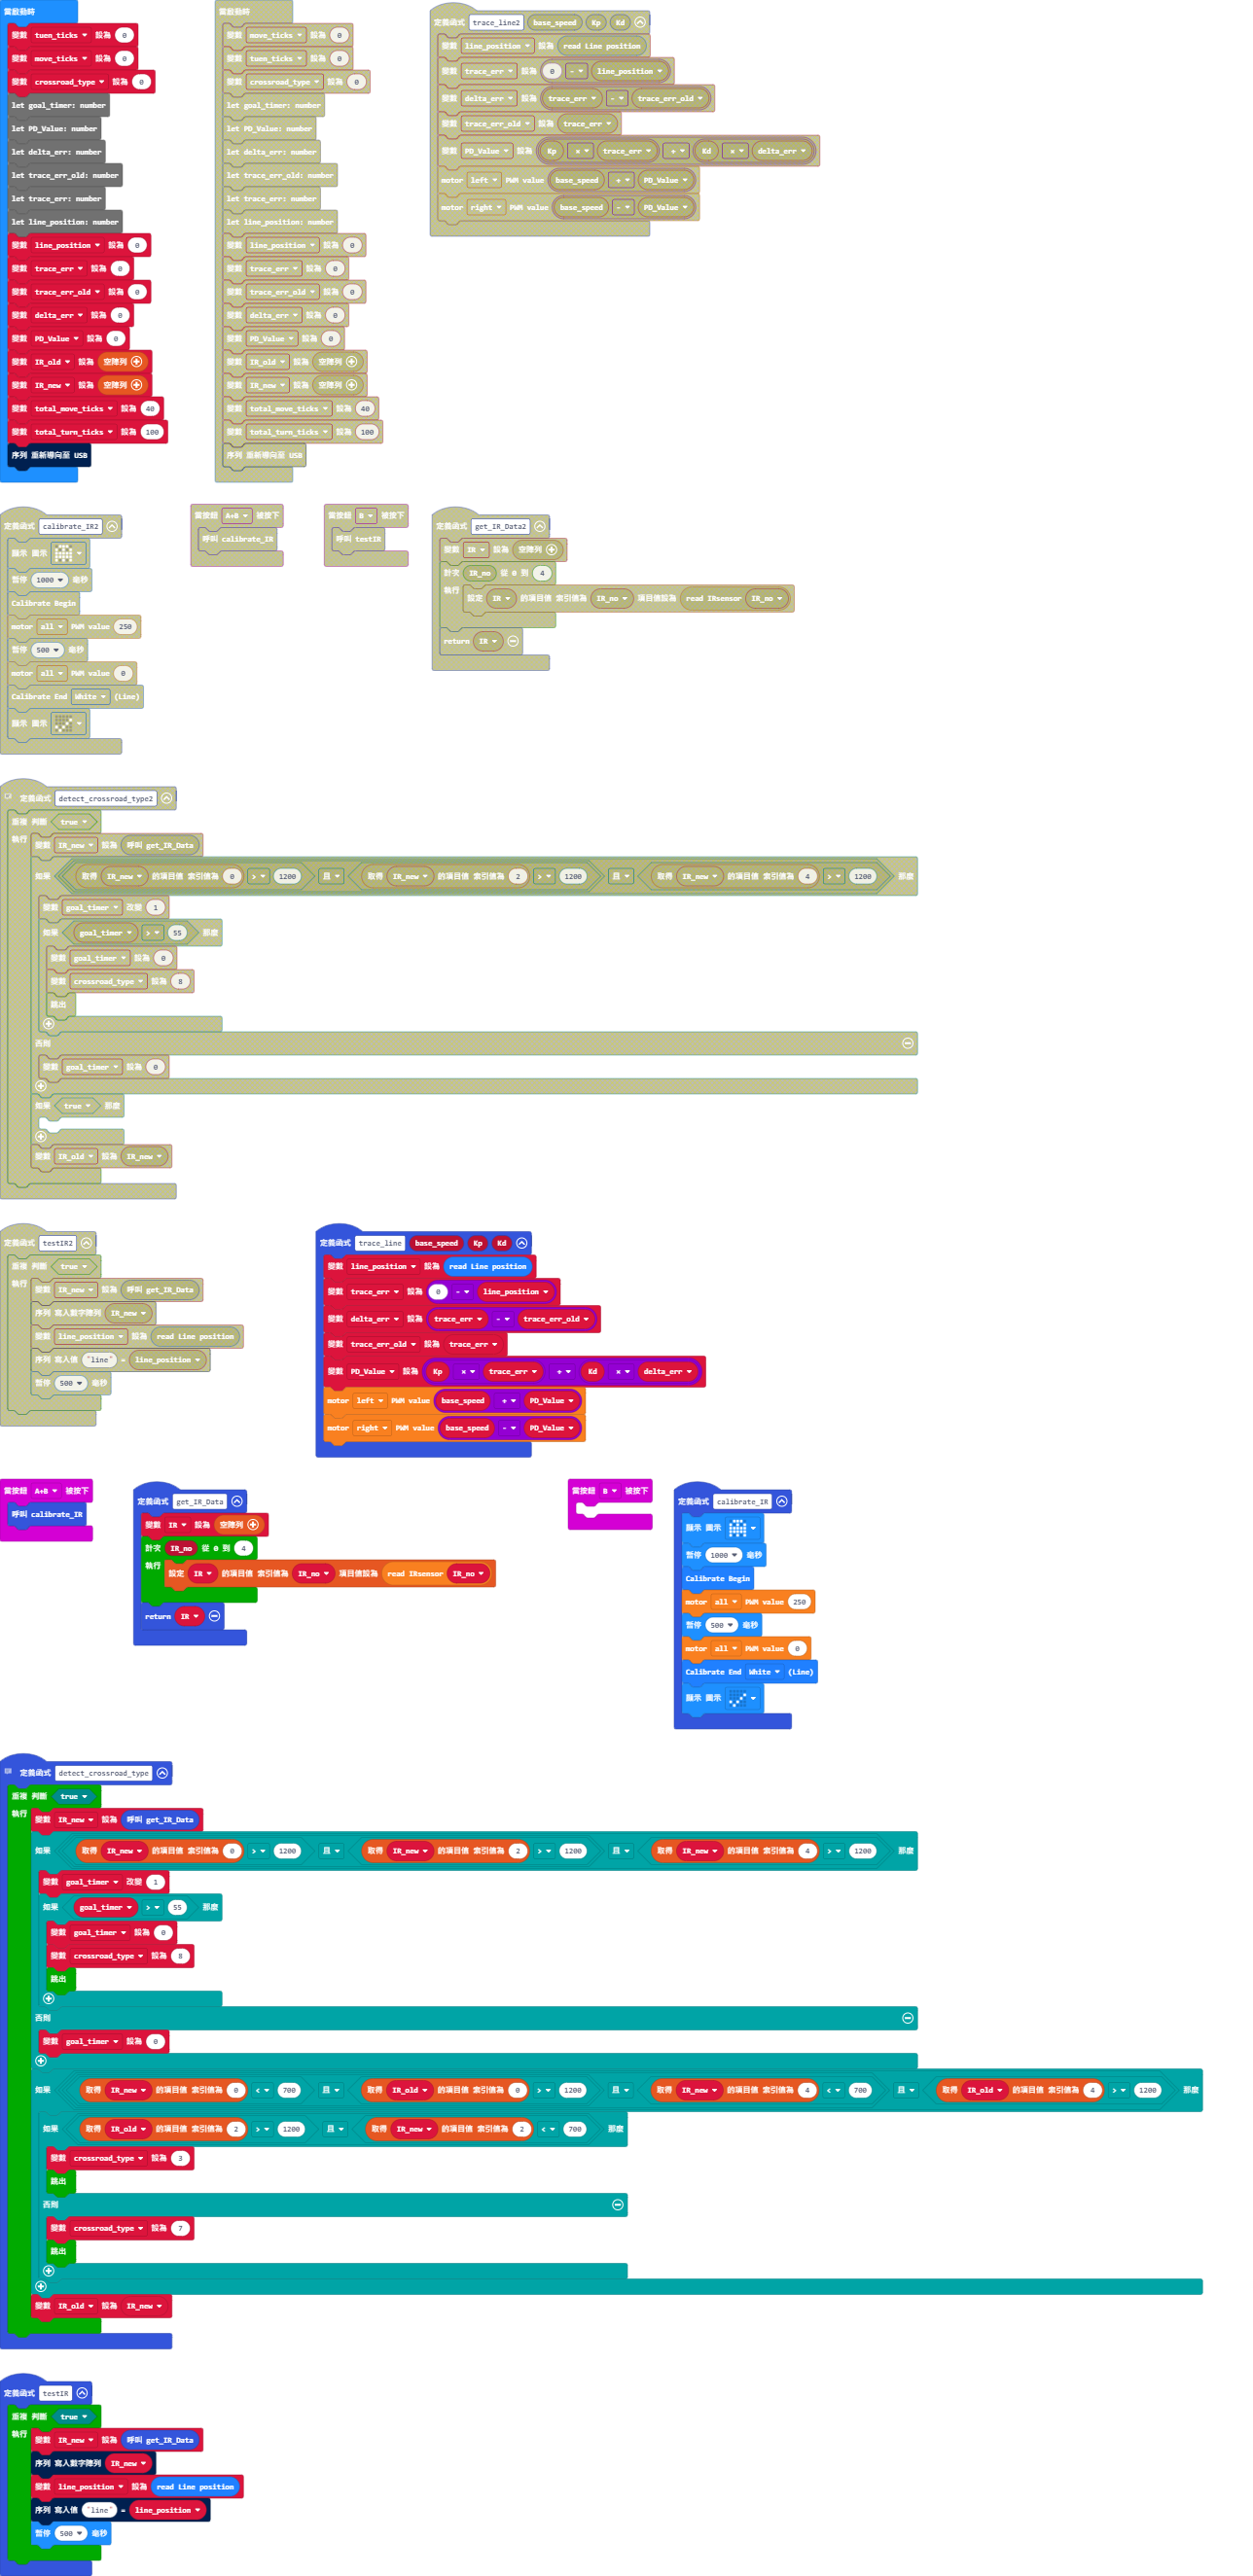 當啟動時
變數 tuen_ticks 設為 0
變數 move_ticks 設為 0
變數 crossroad_type 設為 0
let goal_timer: number
let PD_Value: number
let delta_err: number
let trace_err_old: number
let trace_err: number
let line_position: number
變數 line_position 設為 0
變數 trace_err 設為 0
變數 trace_err_old 設為 0
變數 delta_err 設為 0
變數 PD_Value 設為 0
變數 IR_old 設為 空陣列
變數 IR_new 設為 空陣列
變數 total_move_ticks 設為 40
變數 total_turn_ticks 設為 100
序列 重新導向至 USB
當啟動時
變數 move_ticks 設為 0
變數 tuen_ticks 設為 0
變數 crossroad_type 設為 0
let goal_timer: number
let PD_Value: number
let delta_err: number
let trace_err_old: number
let trace_err: number
let line_position: number
變數 line_position 設為 0
變數 trace_err 設為 0
變數 trace_err_old 設為 0
變數 delta_err 設為 0
變數 PD_Value 設為 0
變數 IR_old 設為 空陣列
變數 IR_new 設為 空陣列
變數 total_move_ticks 設為 40
變數 total_turn_ticks 設為 100
序列 重新導向至 USB
定義函式 trace_line2 base_speed Kp Kd
變數 line_position 設為 read Line position
變數 trace_err 設為 0 - line_position
變數 delta_err 設為 trace_err - trace_err_old
變數 trace_err_old 設為 trace_err
變數 PD_Value 設為 Kp × trace_err + Kd × delta_err
motor left PWM value base_speed + PD_Value
motor right PWM value base_speed - PD_Value
定義函式 calibrate_IR2
顯示 圖示
暫停 1000 毫秒
Calibrate Begin
motor all PWM value 250
暫停 500 毫秒
motor all PWM value 0
Calibrate End White (Line)
顯示 圖示
當按鈕 A+B 被按下
呼叫 calibrate_IR
當按鈕 B 被按下
呼叫 testIR
定義函式 get_IR_Data2
變數 IR 設為 空陣列
計次 IR_no 從 0 到 4
執行
設定 IR 的項目值 索引值為 IR_no 項目值設為 read IRsensor IR_no
return IR
定義函式 detect_crossroad_type2
重複 判斷 true
執行
變數 IR_new 設為 呼叫 get_IR_Data
如果 取得 IR_new 的項目值 索引值為 0 > 1200 且 取得 IR_new 的項目值 索引值為 2 > 1200 且 取得 IR_new 的項目值 索引值為 4 > 1200 那麼
變數 goal_timer 改變 1
如果 goal_timer > 55 那麼
變數 goal_timer 設為 0
變數 crossroad_type 設為 8
跳出
否則
變數 goal_timer 設為 0
如果 true 那麼
變數 IR_old 設為 IR_new
定義函式 testIR2
重複 判斷 true
執行
變數 IR_new 設為 呼叫 get_IR_Data
序列 寫入數字陣列 IR_new
變數 line_position 設為 read Line position
序列 寫入值 "line" = line_position
暫停 500 毫秒
定義函式 trace_line base_speed Kp Kd
變數 line_position 設為 read Line position
變數 trace_err 設為 0 - line_position
變數 delta_err 設為 trace_err - trace_err_old
變數 trace_err_old 設為 trace_err
變數 PD_Value 設為 Kp × trace_err + Kd × delta_err
motor left PWM value base_speed + PD_Value
motor right PWM value base_speed - PD_Value
當按鈕 A+B 被按下
呼叫 calibrate_IR
定義函式 get_IR_Data
變數 IR 設為 空陣列
計次 IR_no 從 0 到 4
執行
設定 IR 的項目值 索引值為 IR_no 項目值設為 read IRsensor IR_no
return IR
當按鈕 B 被按下
定義函式 calibrate_IR
顯示 圖示
暫停 1000 毫秒
Calibrate Begin
motor all PWM value 250
暫停 500 毫秒
motor all PWM value 0
Calibrate End White (Line)
顯示 圖示
定義函式 detect_crossroad_type
重複 判斷 true
執行
變數 IR_new 設為 呼叫 get_IR_Data
如果 取得 IR_new 的項目值 索引值為 0 > 1200 且 取得 IR_new 的項目值 索引值為 2 > 1200 且 取得 IR_new 的項目值 索引值為 4 > 1200 那麼
變數 goal_timer 改變 1
如果 goal_timer > 55 那麼
變數 goal_timer 設為 0
變數 crossroad_type 設為 8
跳出
否則
變數 goal_timer 設為 0
如果 取得 IR_new 的項目值 索引值為 0 < 700 且 取得 IR_old 的項目值 索引值為 0 > 1200 且 取得 IR_new 的項目值 索引值為 4 < 700 且 取得 IR_old 的項目值 索引值為 4 > 1200 那麼
如果 取得 IR_old 的項目值 索引值為 2 > 1200 且 取得 IR_new 的項目值 索引值為 2 < 700 那麼
變數 crossroad_type 設為 3
跳出
否則
變數 crossroad_type 設為 7
跳出
變數 IR_old 設為 IR_new
定義函式 testIR
重複 判斷 true
執行
變數 IR_new 設為 呼叫 get_IR_Data
序列 寫入數字陣列 IR_new
變數 line_position 設為 read Line position
序列 寫入值 "line" = line_position
暫停 500 毫秒